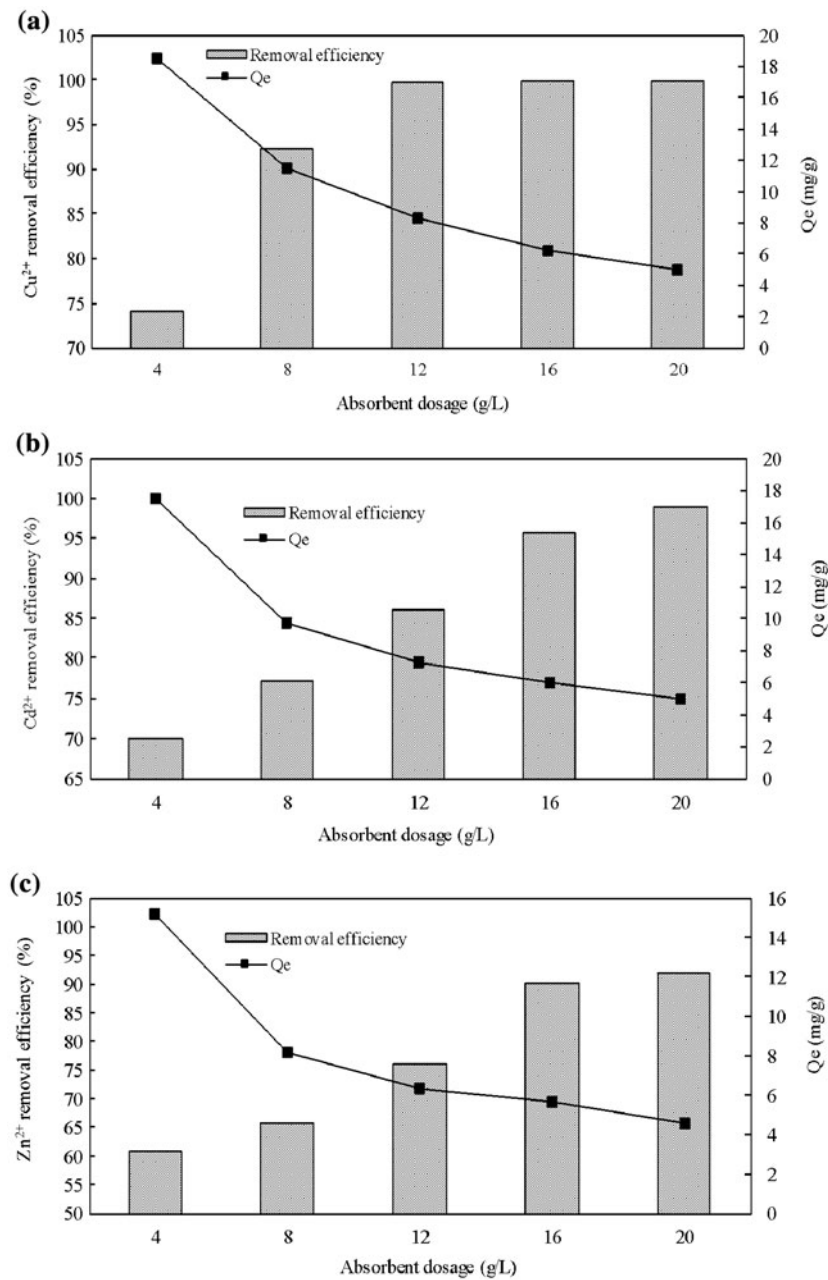 (a)
105
100
95
90
85
80
75
70
Cu²⁺ removal efficiency (%)
Removal efficiency
Qe
20
18
16
14
12
10
8
6
4
2
0
Qe (mg/g)
4 8 12 16 20
Absorbent dosage (g/L)
(b)
105
100
95
90
85
80
75
70
65
Cd²⁺ removal efficiency (%)
Removal efficiency
Qe
20
18
16
14
12
10
8
6
4
2
0
Qe (mg/g)
4 8 12 16 20
Absorbent dosage (g/L)
(c)
105
100
95
90
85
80
75
70
65
60
55
50
Zn²⁺ removal efficiency (%)
Removal efficiency
Qe
16
14
12
10
8
6
4
2
0
Qe (mg/g)
4 8 12 16 20
Absorbent dosage (g/L)